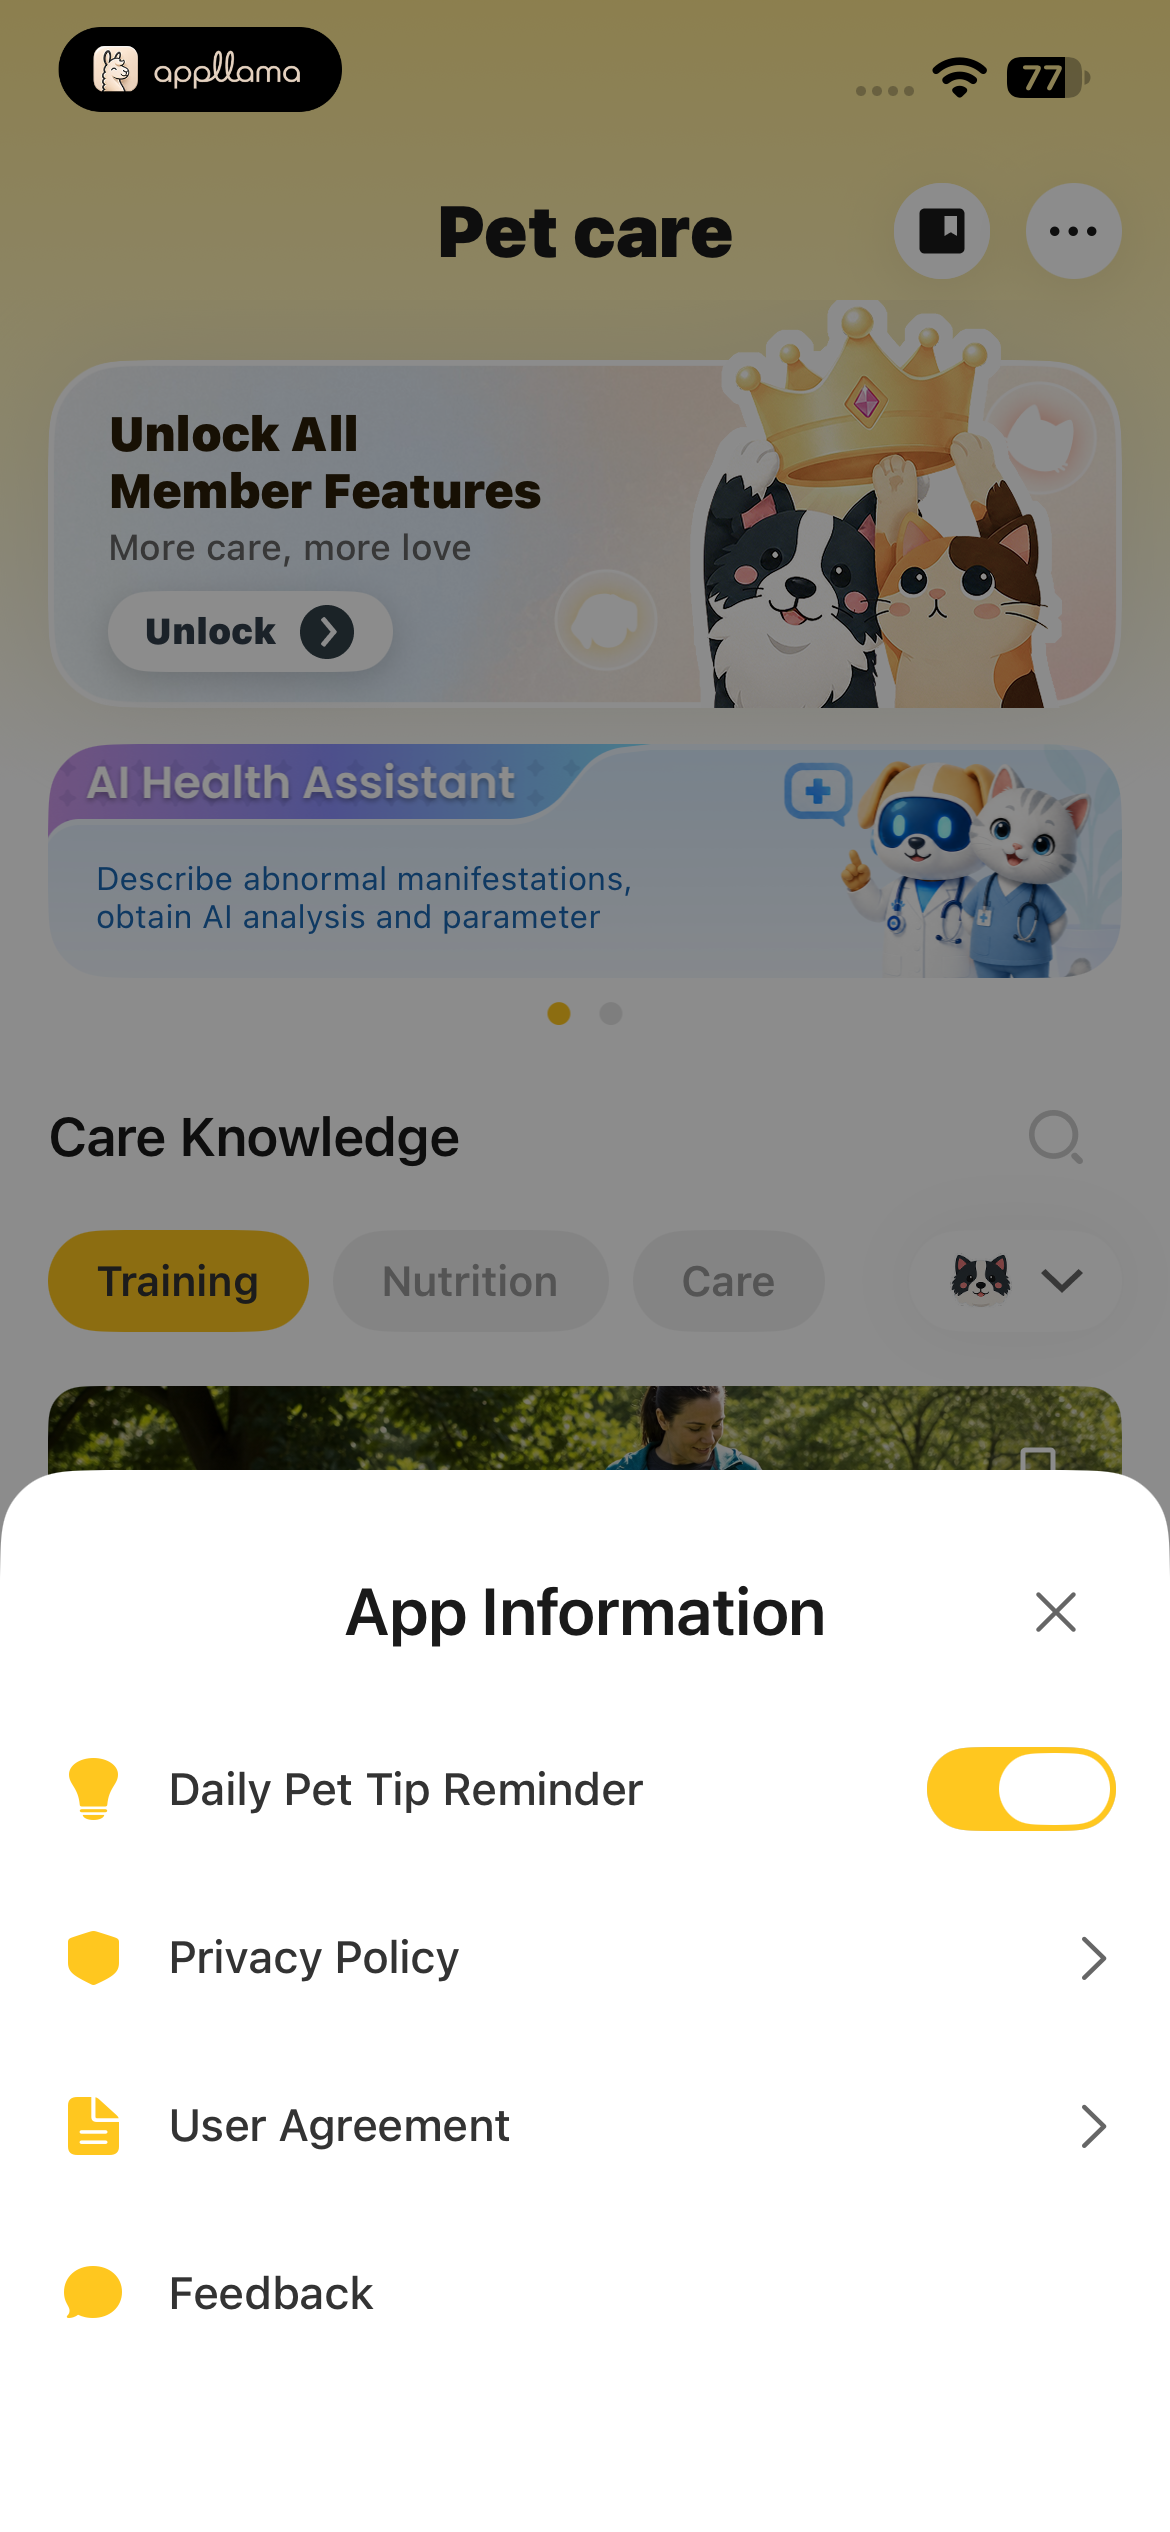 appllama
77
Pet care
Unlock All
Member Features
More care, more love
Unlock
AI Health Assistant
Describe abnormal manifestations,
obtain AI analysis and parameter
Care Knowledge
Training
Nutrition
Care
App Information
Daily Pet Tip Reminder
Privacy Policy
User Agreement
Feedback